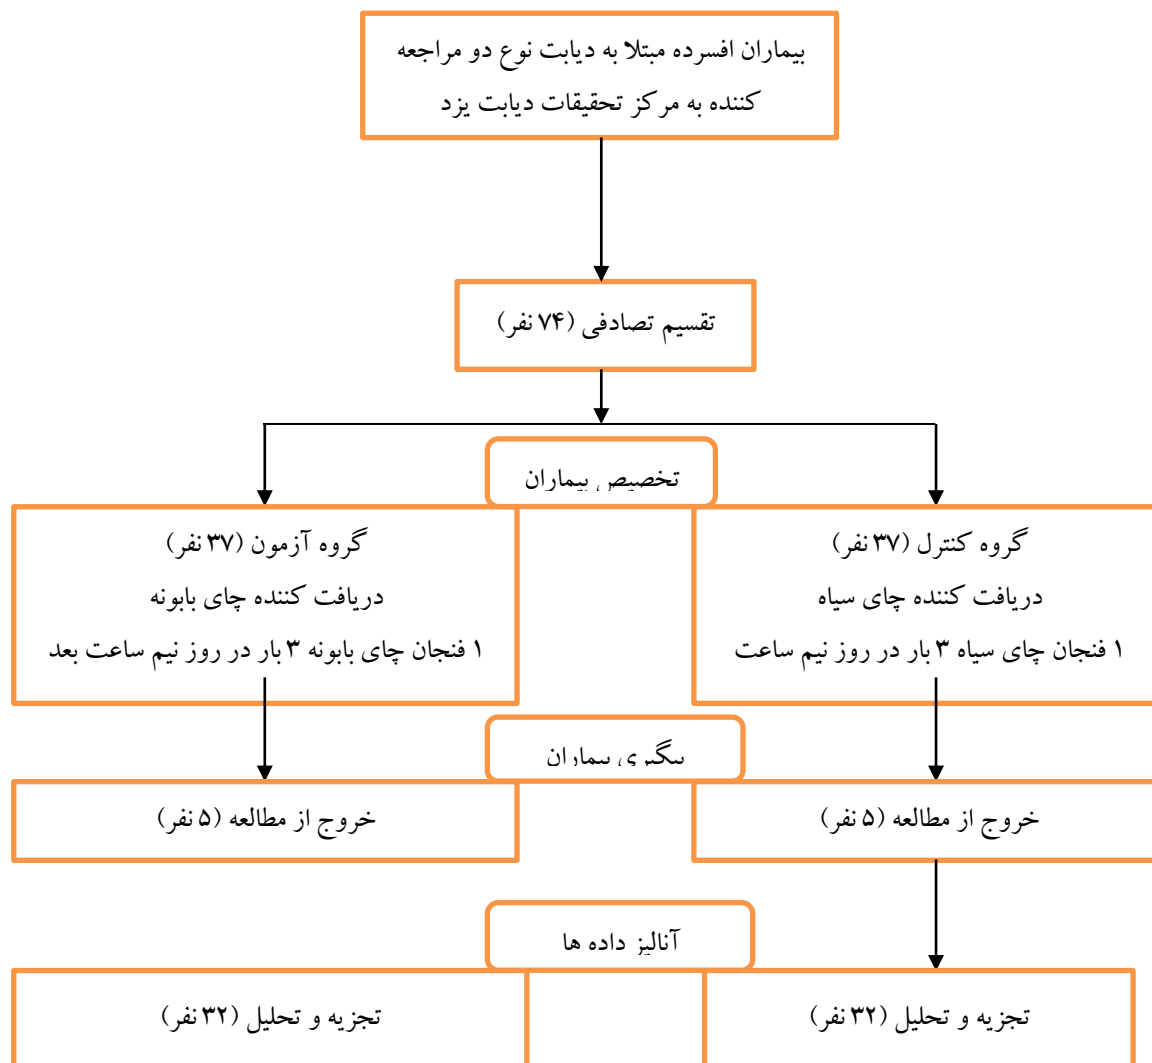 بیماران افسرده مبتلا به دیابت نوع دو مراجعه
کننده به مرکز تحقیقات دیابت یزد
تقسیم تصادفی (۷۴ نفر)
تخصیص بیماران
گروه کنترل (۳۷ نفر)
دریافت کننده چای سیاه
۱ فنجان چای سیاه ۳ بار در روز نیم ساعت
گروه آزمون (۳۷ نفر)
دریافت کننده چای بابونه
۱ فنجان چای بابونه ۳ بار در روز نیم ساعت بعد
پیگیری بیماران
خروج از مطالعه (۵ نفر)
خروج از مطالعه (۵ نفر)
آنالیز داده ها
تجزیه و تحلیل (۳۲ نفر)
تجزیه و تحلیل (۳۲ نفر)